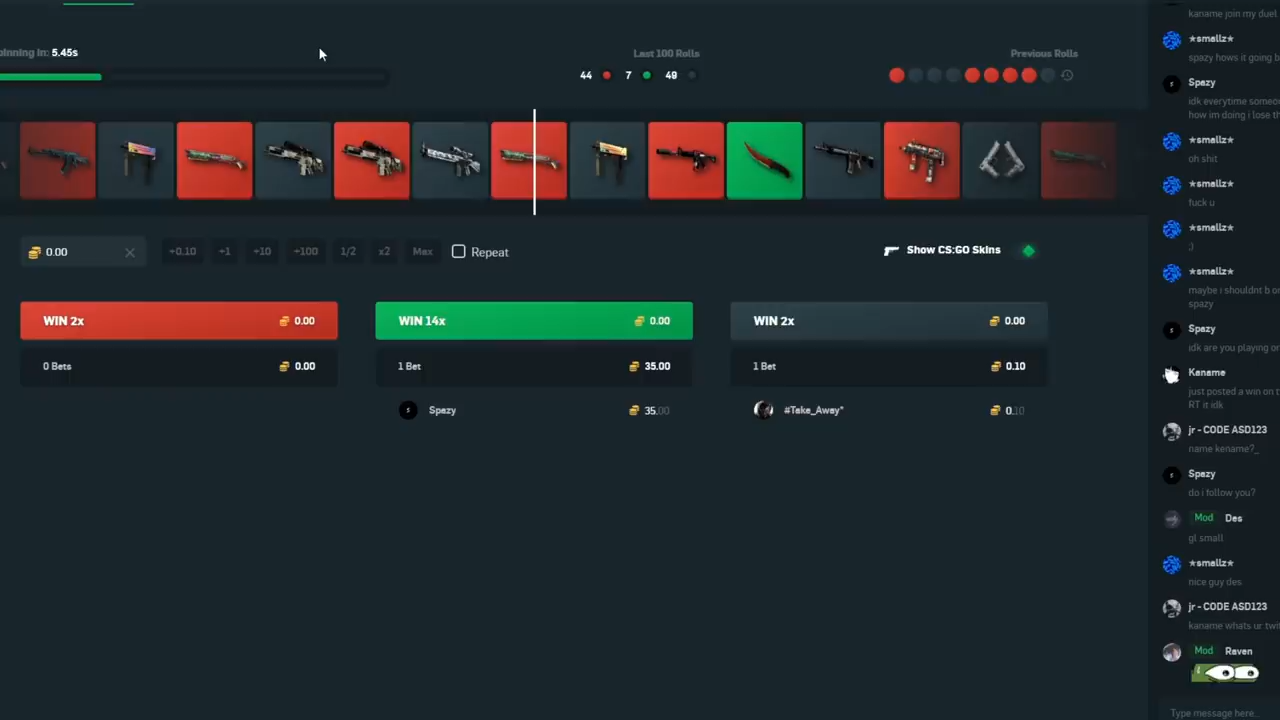 pinning in: 5.45s
Last 100 Rolls
Previous Rolls
44 7 49
0.00
+0.10 +1 +10 +100 1/2 x2 Max Repeat
Show CS:GO Skins
WIN 2x 0.00
0 Bets 0.00
WIN 14x 0.00
1 Bet 35.00
Spazy 35.00
WIN 2x 0.00
1 Bet 0.10
#Take_Away* 0.10
kaname join my duel
★smallz★
spazy hows it going b
Spazy
idk everytime someo
how im doing i lose th
★smallz★
oh shit
★smallz★
fuck u
★smallz★
;)
★smallz★
maybe i shouldnt b o
spazy
Spazy
idk are you playing o
Kaname
just posted a win on t
RT it idk
jr - CODE ASD123
name kename?_
Spazy
do i follow you?
Mod Des
gl small
★smallz★
nice guy des
jr - CODE ASD123
kaname whats ur twi
Mod Raven
Type message here...